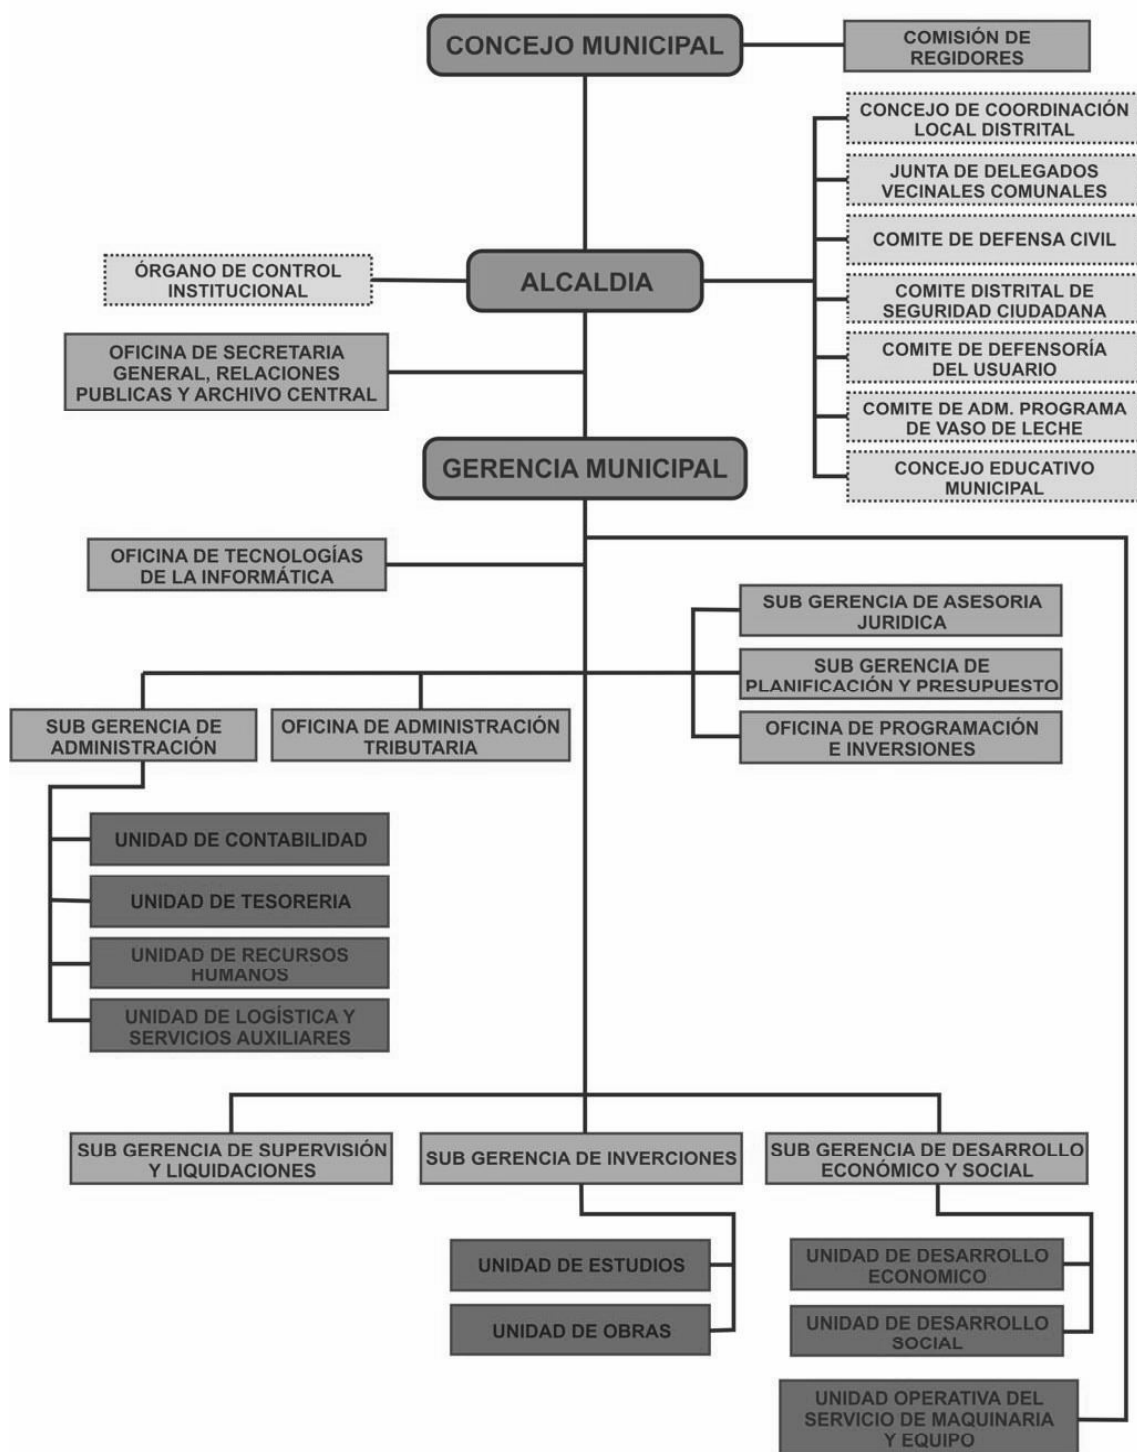 CONCEJO MUNICIPAL
COMISIÓN DE
REGIDORES
CONCEJO DE COORDINACIÓN
LOCAL DISTRITAL
JUNTA DE DELEGADOS
VECINALES COMUNALES
COMITE DE DEFENSA CIVIL
ÓRGANO DE CONTROL
INSTITUCIONAL
ALCALDIA
COMITE DISTRITAL DE
SEGURIDAD CIUDADANA
OFICINA DE SECRETARIA
GENERAL, RELACIONES
PUBLICAS Y ARCHIVO CENTRAL
COMITE DE DEFENSORÍA
DEL USUARIO
COMITE DE ADM. PROGRAMA
DE VASO DE LECHE
GERENCIA MUNICIPAL
CONCEJO EDUCATIVO
MUNICIPAL
OFICINA DE TECNOLOGÍAS
DE LA INFORMÁTICA
SUB GERENCIA DE ASESORIA
JURIDICA
SUB GERENCIA DE
PLANIFICACIÓN Y PRESUPUESTO
SUB GERENCIA DE
ADMINISTRACIÓN
OFICINA DE ADMINISTRACIÓN
TRIBUTARIA
OFICINA DE PROGRAMACIÓN
E INVERSIONES
UNIDAD DE CONTABILIDAD
UNIDAD DE TESORERIA
UNIDAD DE RECURSOS
HUMANOS
UNIDAD DE LOGÍSTICA Y
SERVICIOS AUXILIARES
SUB GERENCIA DE SUPERVISIÓN
Y LIQUIDACIONES
SUB GERENCIA DE INVERCIONES
SUB GERENCIA DE DESARROLLO
ECONÓMICO Y SOCIAL
UNIDAD DE ESTUDIOS
UNIDAD DE OBRAS
UNIDAD DE DESARROLLO
ECONOMICO
UNIDAD DE DESARROLLO
SOCIAL
UNIDAD OPERATIVA DEL
SERVICIO DE MAQUINARIA
Y EQUIPO